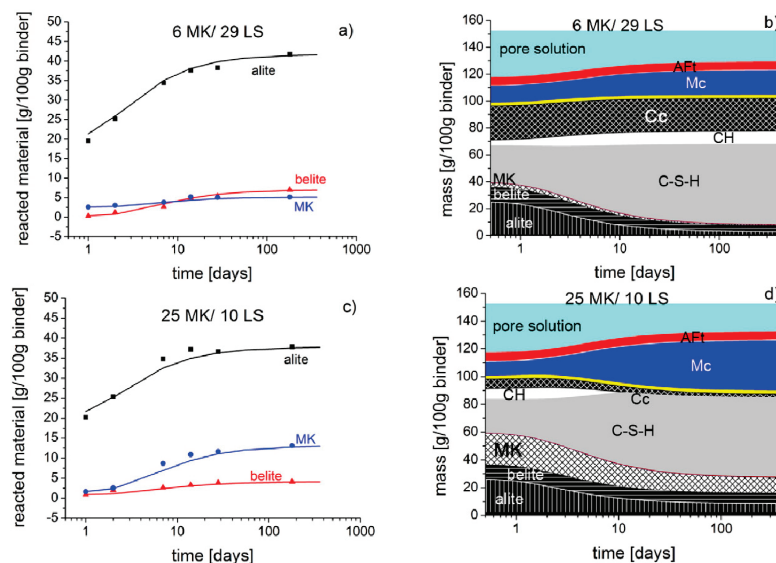 6 MK/ 29 LS
a)
reacted material [g/100g binder]
50
45
40
35
30
25
20
15
10
5
0
-5
alite
belite
MK
1
10
100
1000
time [days]
6 MK/ 29 LS
b)
mass [g/100g binder]
160
140
120
100
80
60
40
20
0
pore solution
AFt
Mc
Cc
CH
C-S-H
MK
belite
alite
1
10
100
time [days]
25 MK/ 10 LS
c)
reacted material [g/100g binder]
50
45
40
35
30
25
20
15
10
5
0
-5
alite
MK
belite
1
10
100
1000
time [days]
25 MK/ 10 LS
d)
mass [g/100g binder]
160
140
120
100
80
60
40
20
0
pore solution
AFt
Mc
CH
Cc
C-S-H
MK
belite
alite
1
10
100
time [days]